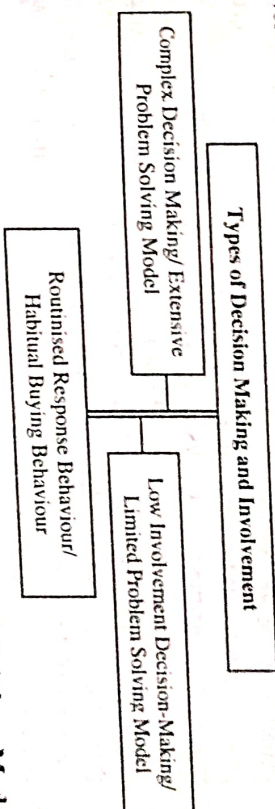 Types of Decision Making and Involvement
Complex Decision Making/ Extensive
Problem Solving Model
Low Involvement Decision-Making/
Limited Problem Solving Model
Routinised Response Behaviour/
Habitual Buying Behaviour